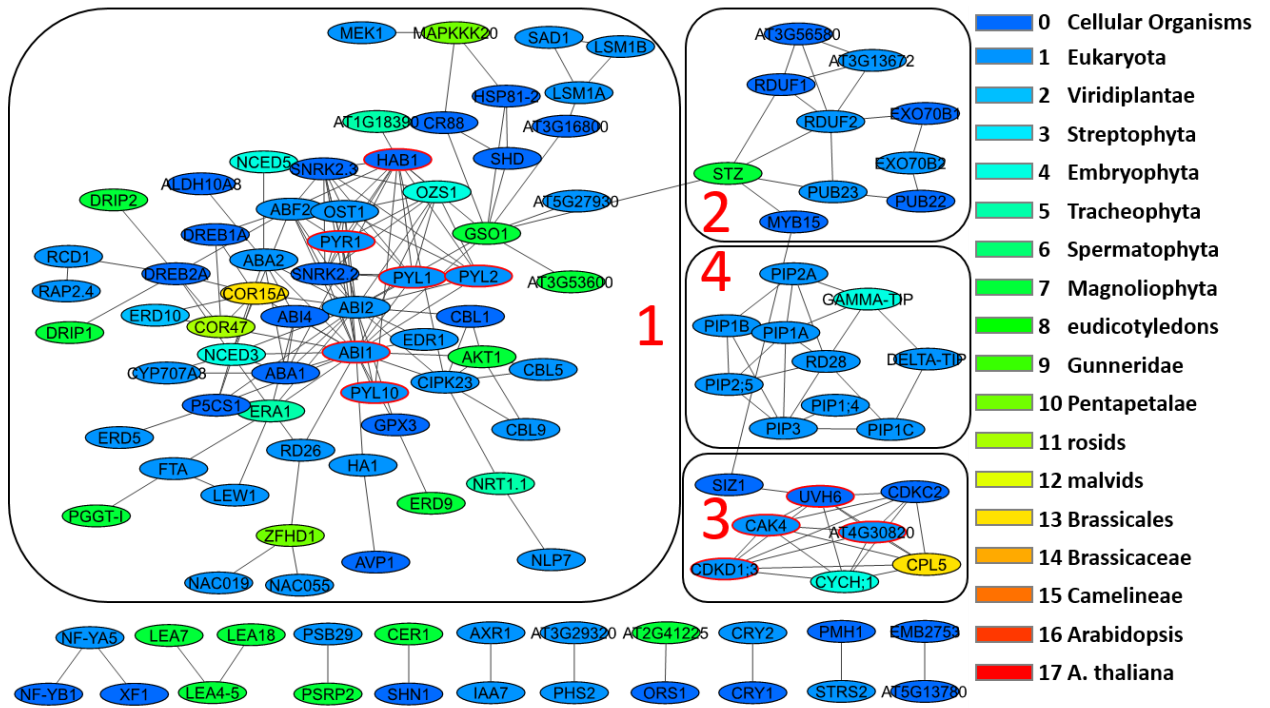 MEK1
MAPKKK20
SAD1
LSM1B
HSP81-2
LSM1A
AT1G18390
CR88
AT3G16800
NCED5
SNRK2.3
HAB1
SHD
ALDH10A8
OZS1
DRIP2
ABF2
OST1
AT5G27930
DREB1A
PYR1
GSO1
RCD1
ABA2
DREB2A
SNRK2.2
PYL1
PYL2
RAP2.4
COR15A
AT3G53600
ERD10
ABI4
ABI2
CBL1
DRIP1
COR47
EDR1
NCED3
ABI1
AKT1
CYP707A3
ABA1
CIPK23
CBL5
P5CS1
ERA1
PYL10
GPX3
ERD5
CBL9
RD26
FTA
HA1
LEW1
NRT1.1
PGGT-I
ERD9
ZFHD1
AVP1
NLP7
NAC019
NAC055
1
AT3G56580
AT3G13672
RDUF1
RDUF2
EXO70B1
STZ
EXO70B2
PUB23
PUB22
MYB15
2
4
PIP2A
GAMMA-TIP
PIP1B
PIP1A
RD28
DELTA-TIP
PIP2;5
PIP1;4
PIP3
PIP1C
SIZ1
UVH6
CDKC2
3
CAK4
AT4G30820
CDKD1;3
CYCH;1
CPL5
NF-YA5
LEA7
LEA18
PSB29
CER1
AXR1
AT3G29320
AT2G41225
CRY2
PMH1
EMB2753
NF-YB1
XF1
LEA4-5
PSRP2
SHN1
IAA7
PHS2
ORS1
CRY1
STRS2
AT5G13780
0 Cellular Organisms
1 Eukaryota
2 Viridiplantae
3 Streptophyta
4 Embryophyta
5 Tracheophyta
6 Spermatophyta
7 Magnoliophyta
8 eudicotyledons
9 Gunneridae
10 Pentapetalae
11 rosids
12 malvids
13 Brassicales
14 Brassicaceae
15 Camelineae
16 Arabidopsis
17 A. thaliana